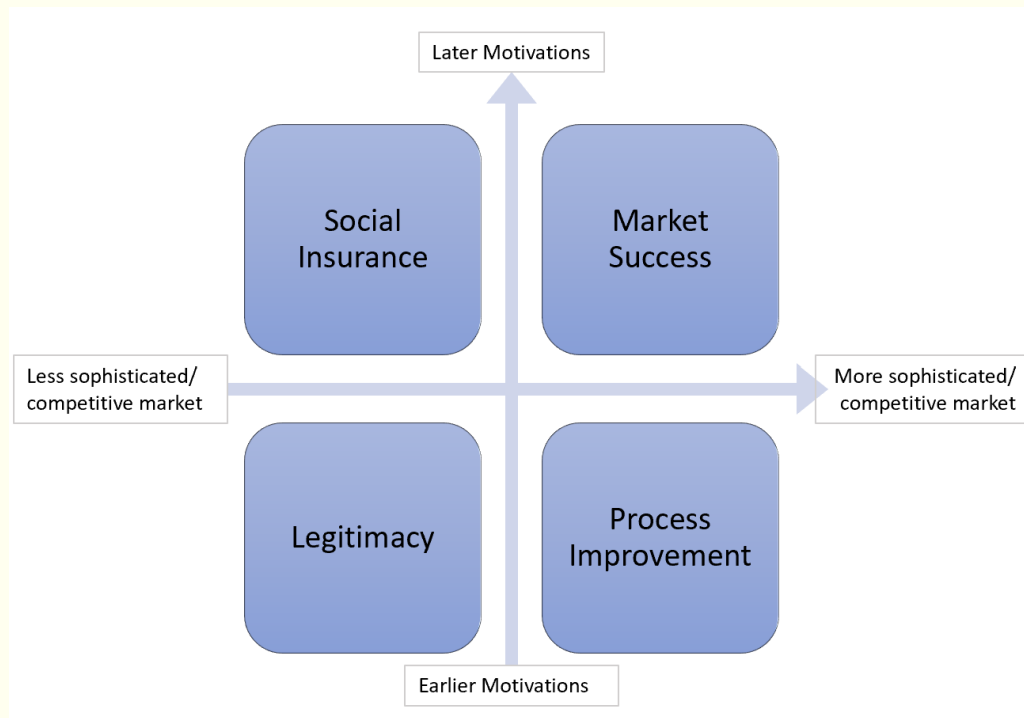 Later Motivations
Social
Insurance
Market
Success
Less sophisticated/
competitive market
More sophisticated/
competitive market
Legitimacy
Process
Improvement
Earlier Motivations